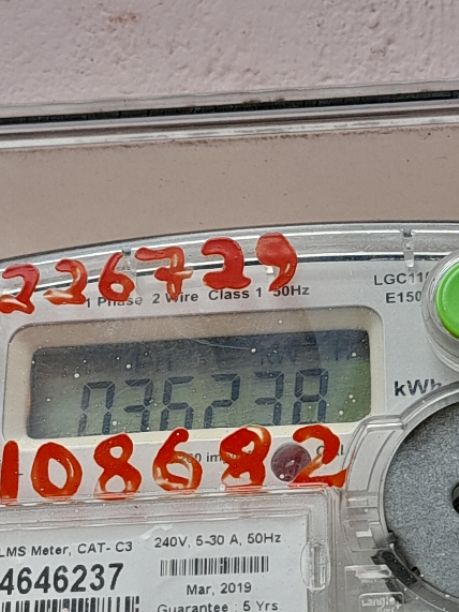 236729
1 Phase 2 Wire Class 1 50Hz
LGC11
E150
036238
kWh
108682
LMS Meter, CAT- C3
240V, 5-30 A, 50Hz
4646237
Mar, 2019
Guarantee : 5 Yrs